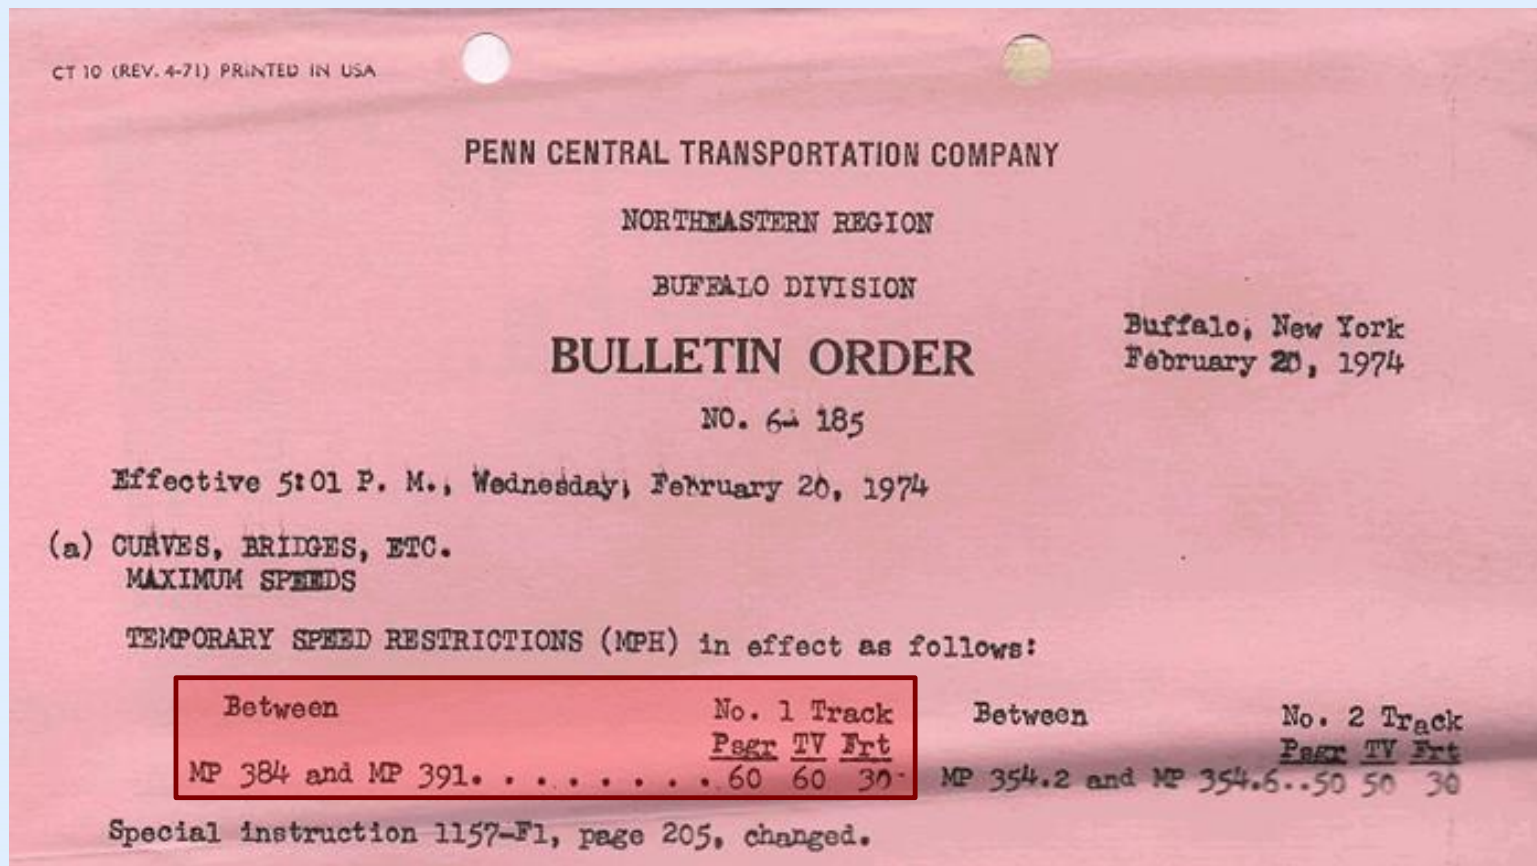 CT 10 (REV. 4-71) PRINTED IN USA
PENN CENTRAL TRANSPORTATION COMPANY
NORTHEASTERN REGION
BUFFALO DIVISION
BULLETIN ORDER
Buffalo, New York
February 20, 1974
NO. 185
Effective 5:01 P. M., Wednesday, February 20, 1974
(a) CURVES, BRIDGES, ETC.
MAXIMUM SPEEDS
TEMPORARY SPEED RESTRICTIONS (MPH) in effect as follows:
Between No. 1 Track Between No. 2 Track
Psgr TV Frt Psgr TV Frt
MP 384 and MP 391. . . . . . . . 60 60 30 MP 354.2 and MP 354.6..50 50 30
Special instruction 1157-F1, page 205, changed.